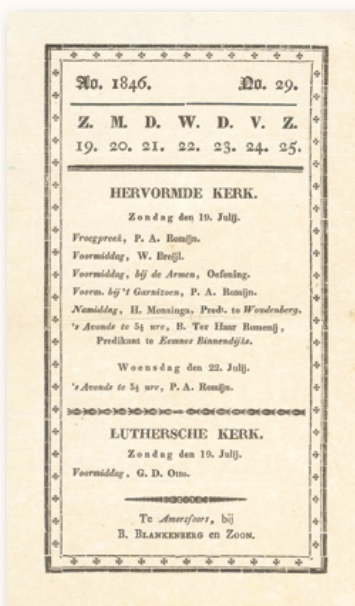 Ao. 1846. No. 29.
Z. M. D. W. D. V. Z.
19. 20. 21. 22. 23. 24. 25.
HERVORMDE KERK.
Zondag den 19. Julij.
Vroegpreek, P. A. Romijn.
Voormiddag, W. Breijl.
Voormiddag, bij de Armen, Oefening.
Voorm. bij 't Garnizoen, P. A. Romijn.
Namiddag, H. Mensinga, Predt. te Woudenberg.
's Avonds te 5½ ure, B. Ter Haar Romenij,
Predikant te Eemnes Binnendijks.
Woensdag den 22. Julij.
's Avonds te 5½ ure, P. A. Romijn.
LUTHERSCHE KERK.
Zondag den 19. Julij.
Voormiddag, G. D. Otto.
Te Amersfoort, bij
B. BLANKENBERG en ZOON.